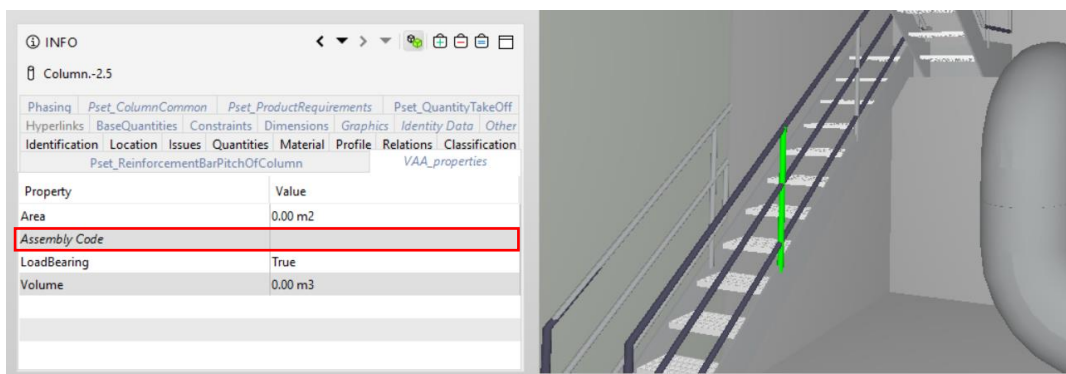 INFO
Column.-2.5
Phasing Pset_ColumnCommon Pset_ProductRequirements Pset_QuantityTakeOff
Hyperlinks BaseQuantities Constraints Dimensions Graphics Identity Data Other
Identification Location Issues Quantities Material Profile Relations Classification
Pset_ReinforcementBarPitchOfColumn VAA_properties
Property Value
Area 0.00 m2
Assembly Code
LoadBearing True
Volume 0.00 m3